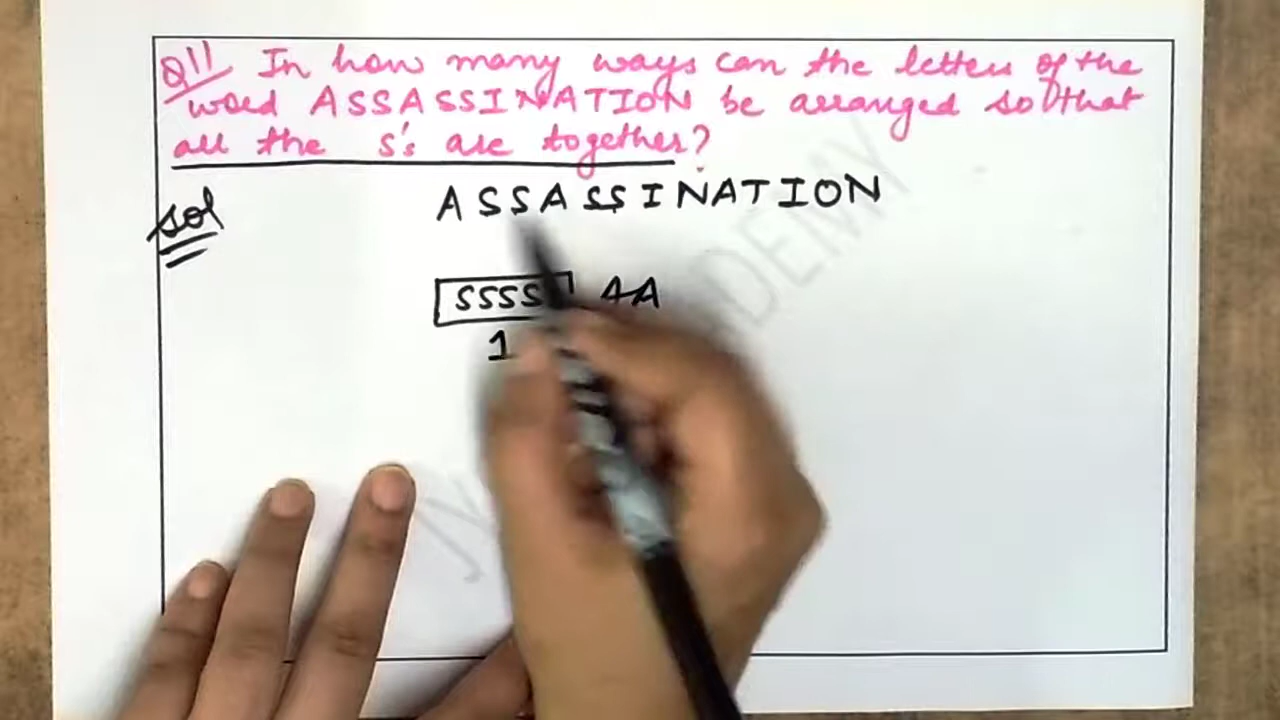 Q11 In how many ways can the letters of the
word ASSASSINATION be arranged so that
all the S's are together?
Sol ASSASSINATION
SSSS AA
1